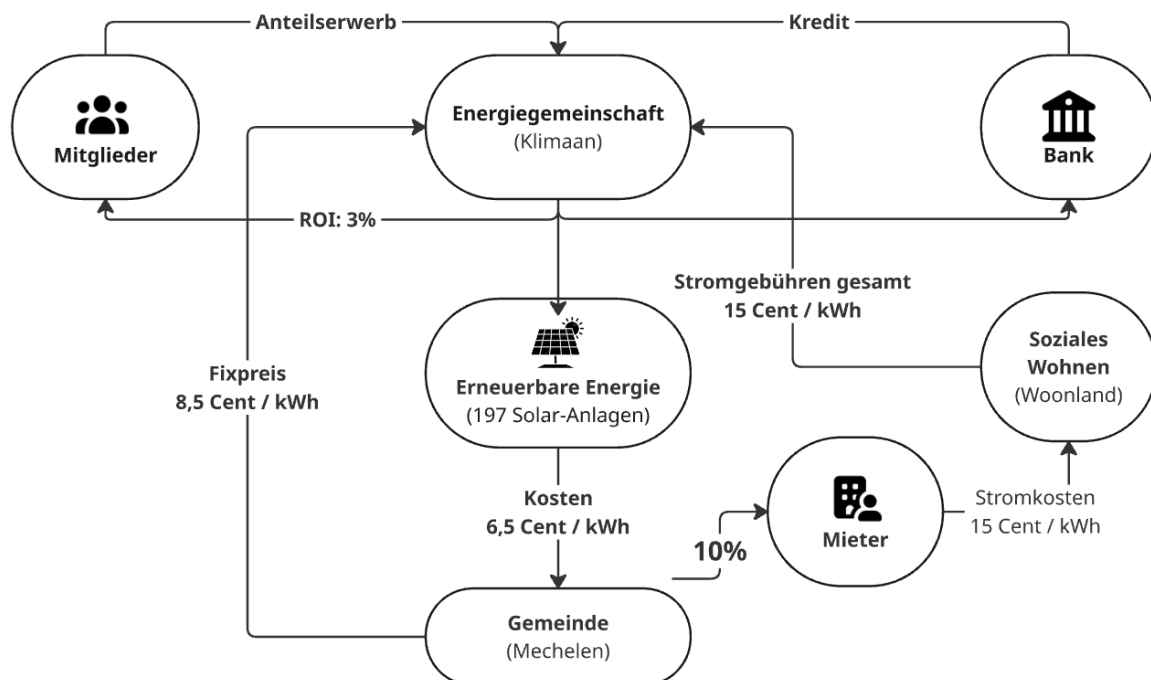 Anteilserwerb
Kredit
Energiegemeinschaft
(Klimaan)
Mitglieder
Bank
ROI: 3%
Stromgebühren gesamt
15 Cent / kWh
Soziales
Wohnen
(Woonland)
Fixpreis
8,5 Cent / kWh
Erneuerbare Energie
(197 Solar-Anlagen)
Kosten
6,5 Cent / kWh
Stromkosten
15 Cent / kWh
Mieter
10%
Gemeinde
(Mechelen)